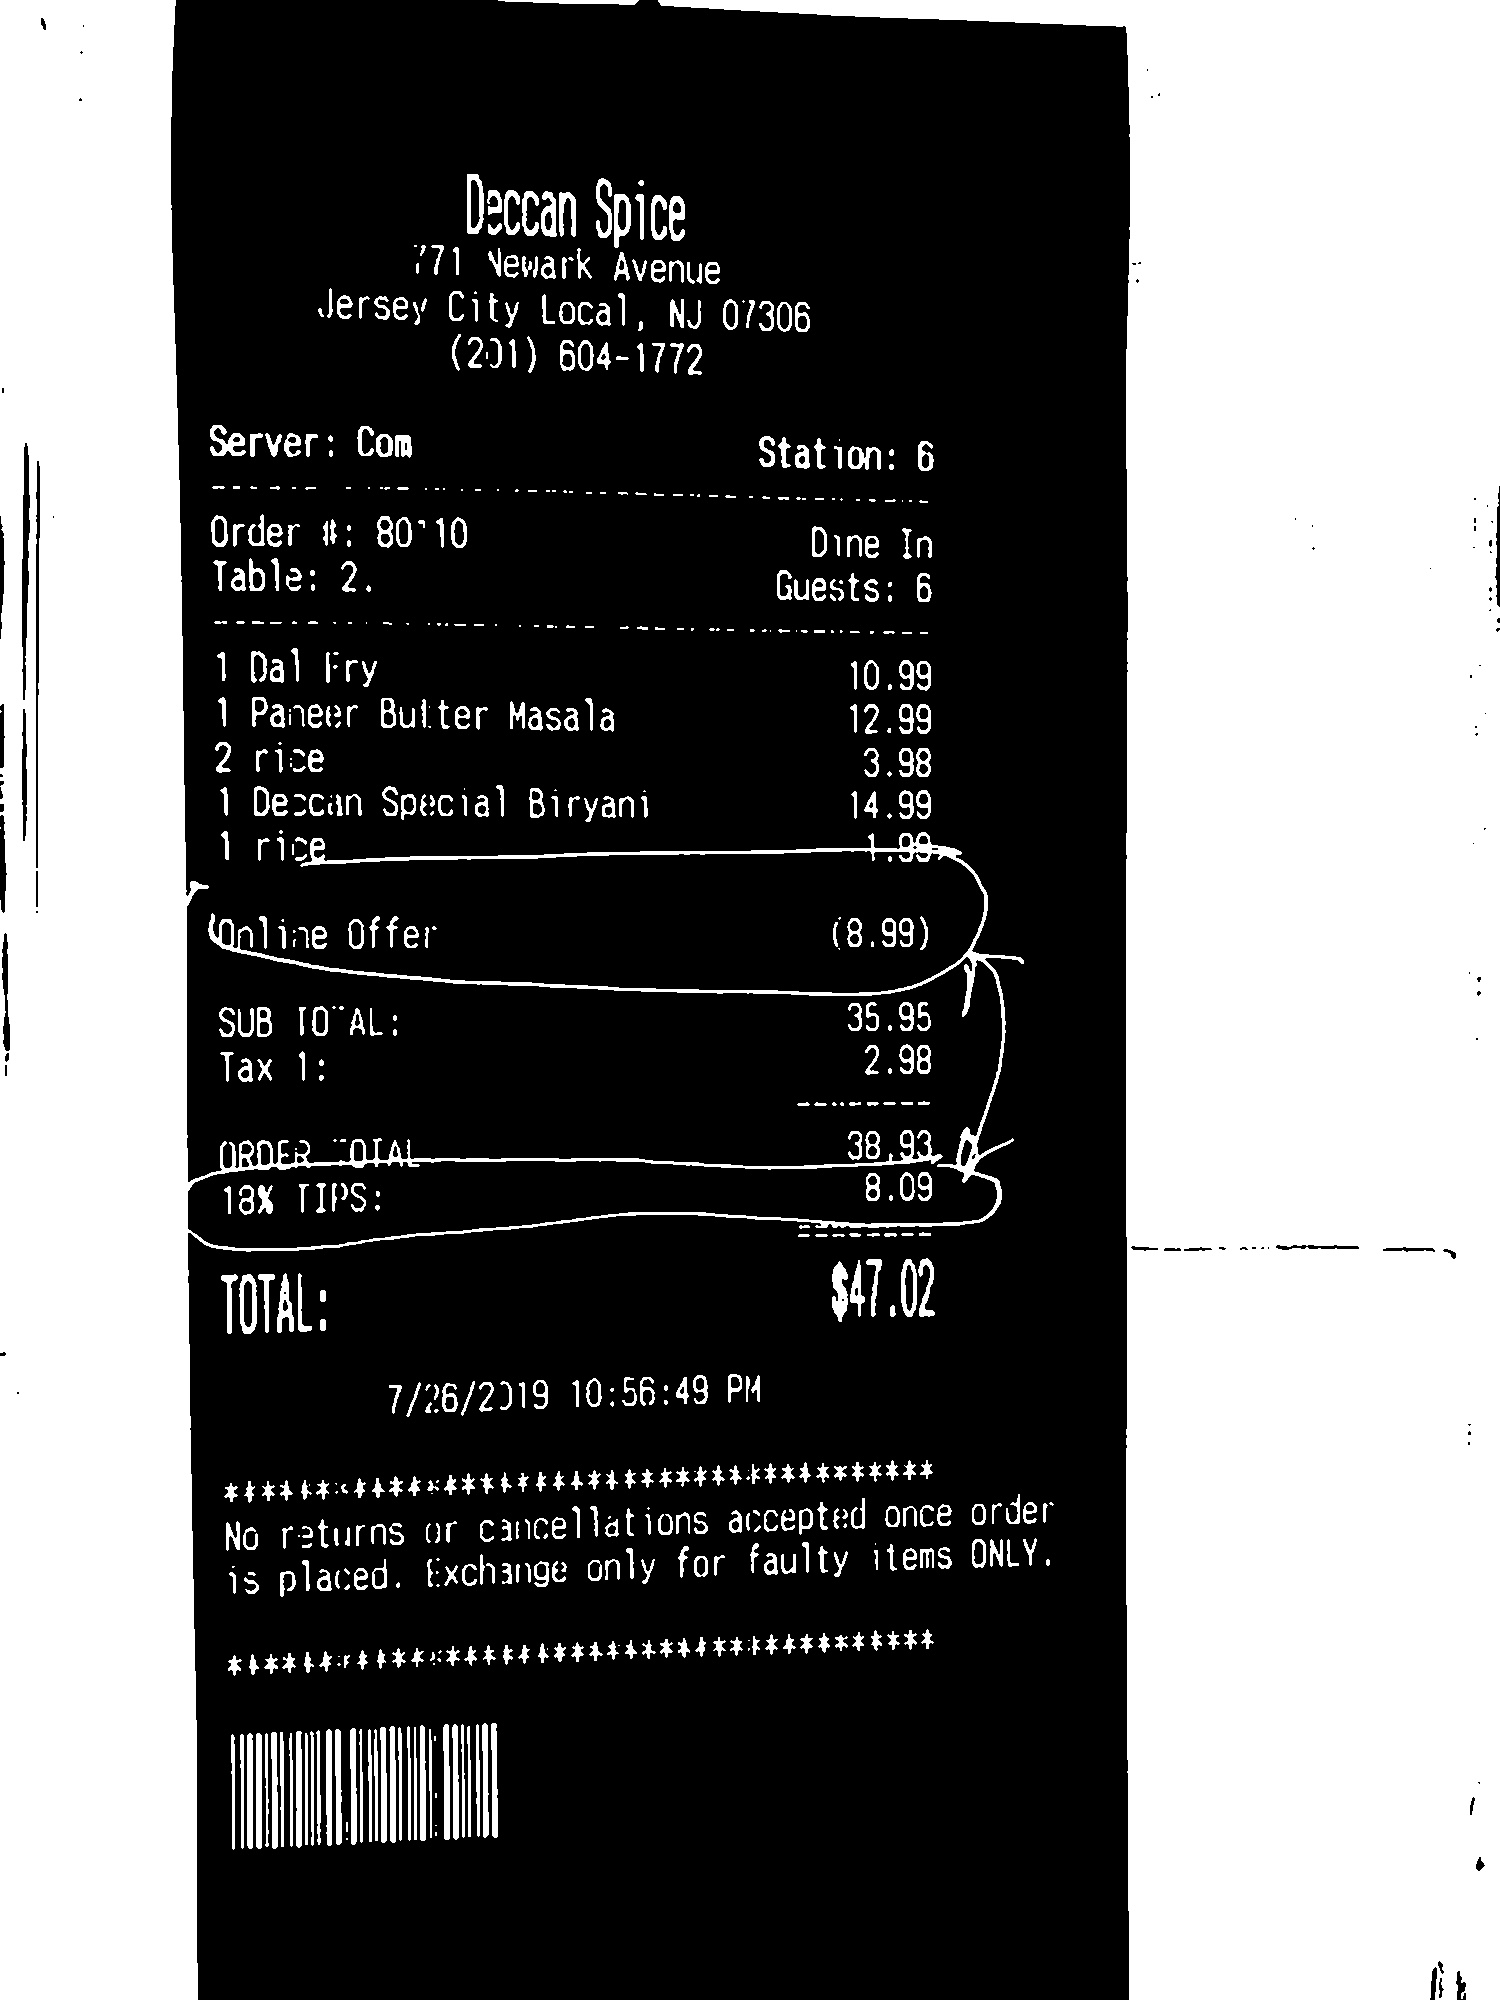 Deccan Spice
771 Newark Avenue
Jersey City Local, NJ 07306
(201) 604-1772
Server: Com Station: 6
Order #: Dine In
Table: 2. Guests: 6
1 Dal Fry 10.99
1 Paneer Butter Masala 12.99
2 rice 3.98
1 Deccan Special Biryani 14.99
1 rice 1.99
Online Offer (8.99)
SUB TOTAL: 35.95
Tax 1: 2.98
ORDER TOTAL 38.93
18% TIPS: 8.09
TOTAL: $47.02
7/26/2019 10:56:49 PM
No returns or cancellations accepted once order
is placed. Exchange only for faulty items ONLY.